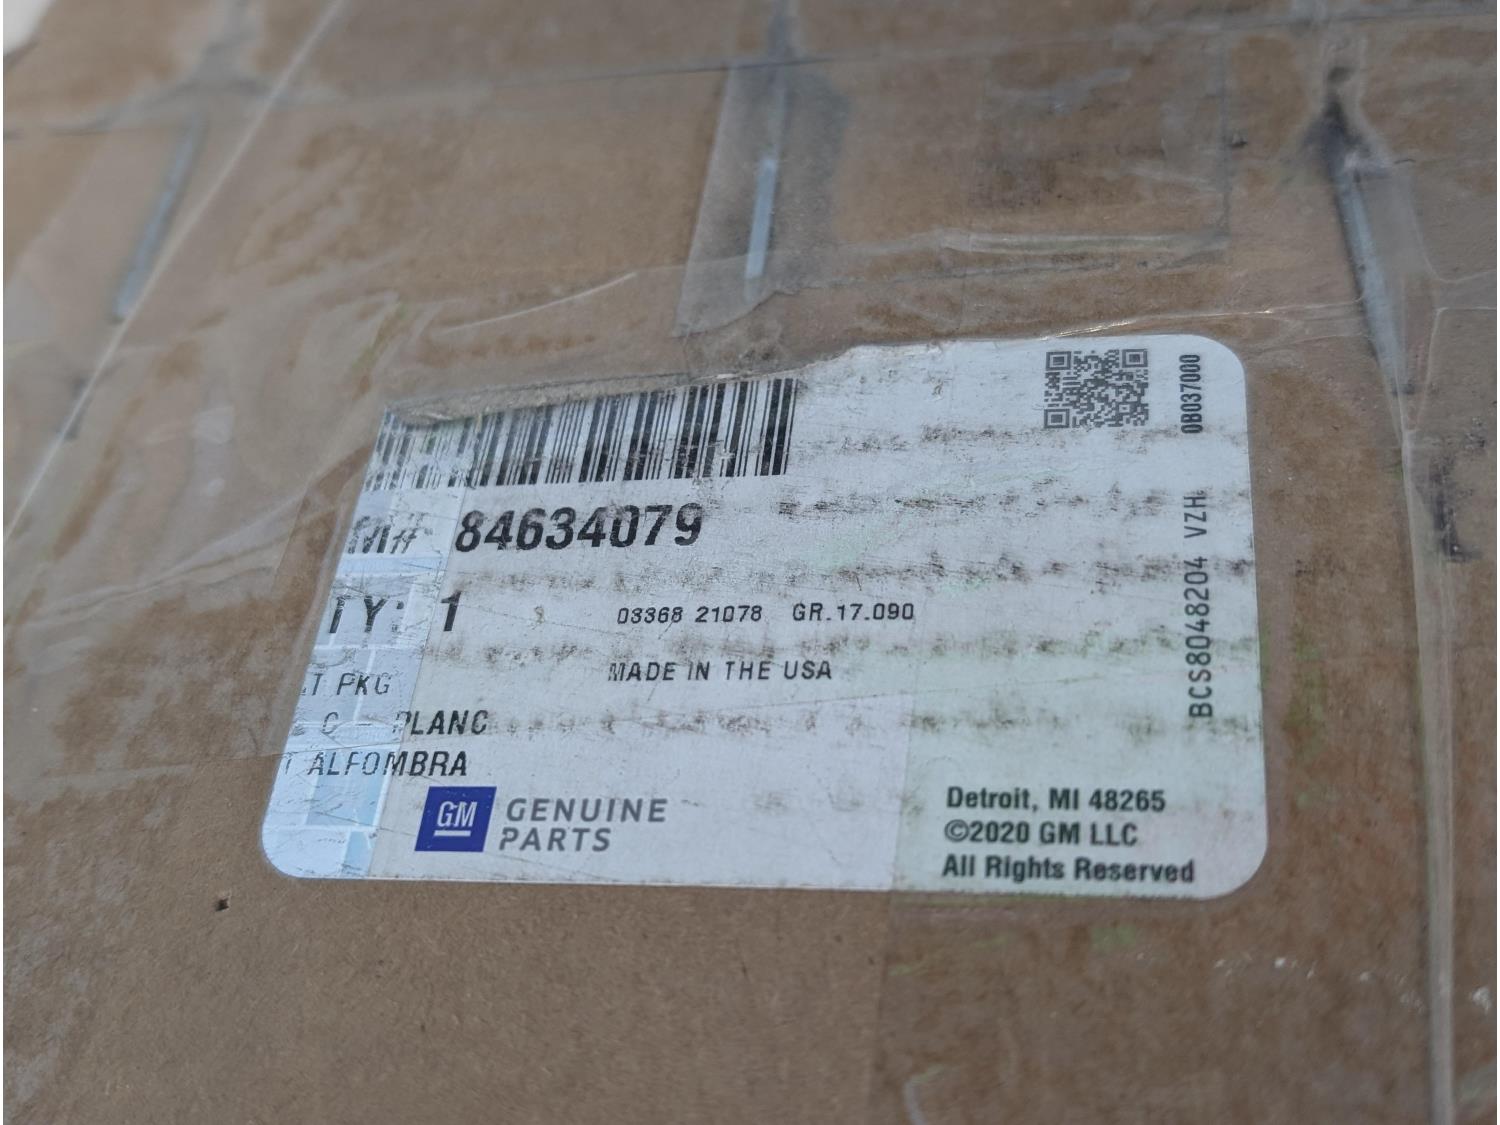 0B037000
M# 84634079
TY: 1
03368 21078 GR.17.090
BCS8048204 VZH
MADE IN THE USA
T PKG
C PLANC
ALFOMBRA
GM GENUINE
PARTS
Detroit, MI 48265
©2020 GM LLC
All Rights Reserved